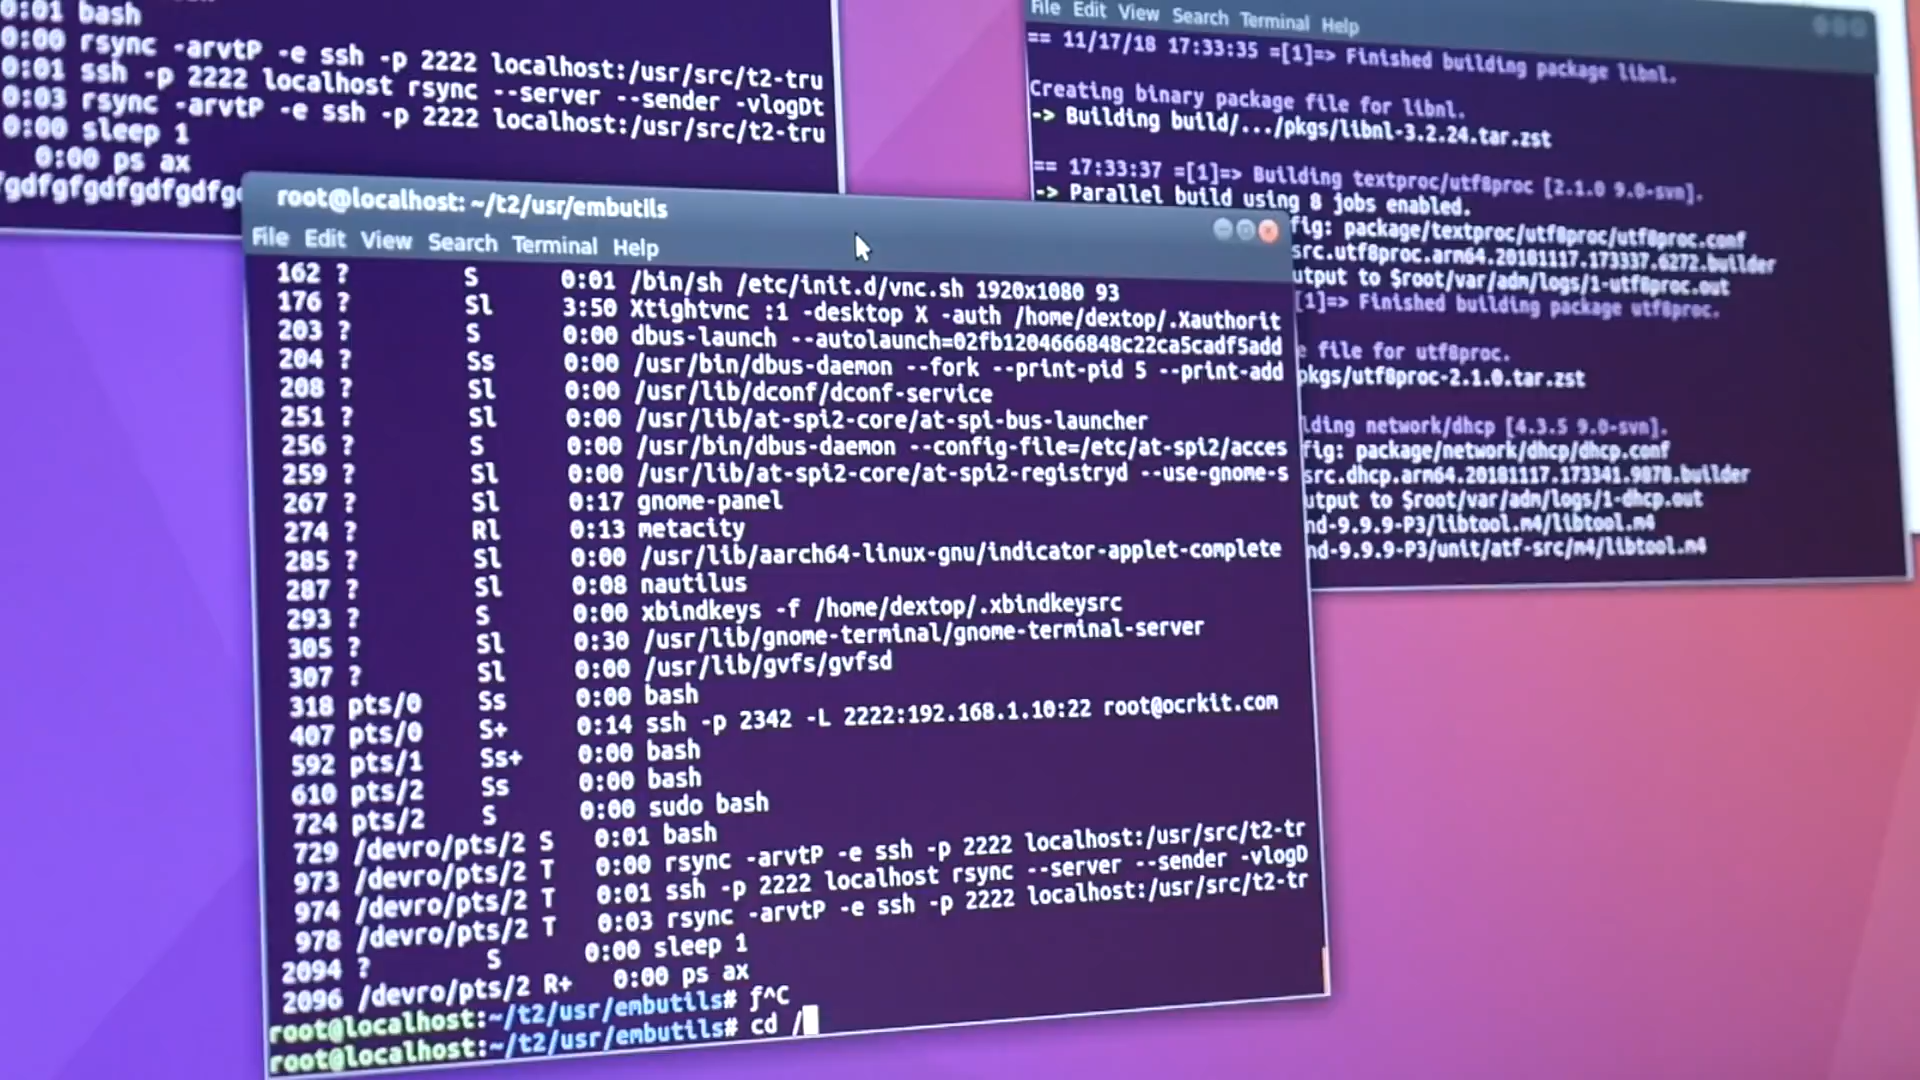 0:01 bash
0:00 rsync -arvtP -e ssh -p 2222 localhost:/usr/src/t2-tru
0:01 ssh -p 2222 localhost rsync --server --sender -vlogDt
0:03 rsync -arvtP -e ssh -p 2222 localhost:/usr/src/t2-tru
0:00 sleep 1
0:00 ps ax
File Edit View Search Terminal Help
== 11/17/18 17:33:35 =[1]=> Finished building package libnl.
Creating binary package file for libnl.
-> Building build/.../pkgs/libnl-3.2.24.tar.zst
== 17:33:37 =[1]=> Building textproc/utf8proc [2.1.0 9.0-svn].
-> Parallel build using 8 jobs enabled.
fig: package/textproc/utf8proc/utf8proc.conf
src.utf8proc.arm64.20181117.173337.6272.builder
utput to $root/var/adm/logs/1-utf8proc.out
[1]=> Finished building package utf8proc.
e file for utf8proc.
pkgs/utf8proc-2.1.0.tar.zst
lding network/dhcp [4.3.5 9.0-svn].
fig: package/network/dhcp/dhcp.conf
src.dhcp.arm64.20181117.173341.9878.builder
utput to $root/var/adm/logs/1-dhcp.out
nd-9.9.9-P3/libtool.m4/libtool.m4
nd-9.9.9-P3/unit/atf-src/m4/libtool.m4
root@localhost: ~/t2/usr/embutils
File Edit View Search Terminal Help
162 ? S 0:01 /bin/sh /etc/init.d/vnc.sh 1920x1080 93
176 ? Sl 3:50 Xtightvnc :1 -desktop X -auth /home/dextop/.Xauthorit
203 ? S 0:00 dbus-launch --autolaunch=02fb1204666848c22ca5cadf5add
204 ? Ss 0:00 /usr/bin/dbus-daemon --fork --print-pid 5 --print-add
208 ? Sl 0:00 /usr/lib/dconf/dconf-service
251 ? Sl 0:00 /usr/lib/at-spi2-core/at-spi-bus-launcher
256 ? S 0:00 /usr/bin/dbus-daemon --config-file=/etc/at-spi2/acces
259 ? Sl 0:00 /usr/lib/at-spi2-core/at-spi2-registryd --use-gnome-s
267 ? Sl 0:17 gnome-panel
274 ? Rl 0:13 metacity
285 ? Sl 0:00 /usr/lib/aarch64-linux-gnu/indicator-applet-complete
287 ? Sl 0:08 nautilus
293 ? S 0:00 xbindkeys -f /home/dextop/.xbindkeysrc
305 ? Sl 0:30 /usr/lib/gnome-terminal/gnome-terminal-server
307 ? Sl 0:00 /usr/lib/gvfs/gvfsd
318 pts/0 Ss 0:00 bash
407 pts/0 S+ 0:14 ssh -p 2342 -L 2222:192.168.1.10:22 root@ocrkit.com
592 pts/1 Ss+ 0:00 bash
610 pts/2 Ss 0:00 bash
724 pts/2 S 0:00 sudo bash
729 /devro/pts/2 S 0:01 bash
973 /devro/pts/2 T 0:00 rsync -arvtP -e ssh -p 2222 localhost:/usr/src/t2-tr
974 /devro/pts/2 T 0:01 ssh -p 2222 localhost rsync --server --sender -vlogD
978 /devro/pts/2 T 0:03 rsync -arvtP -e ssh -p 2222 localhost:/usr/src/t2-tr
2094 ? S 0:00 sleep 1
2096 /devro/pts/2 R+ 0:00 ps ax
root@localhost:~/t2/usr/embutils# f^C
root@localhost:~/t2/usr/embutils# cd /